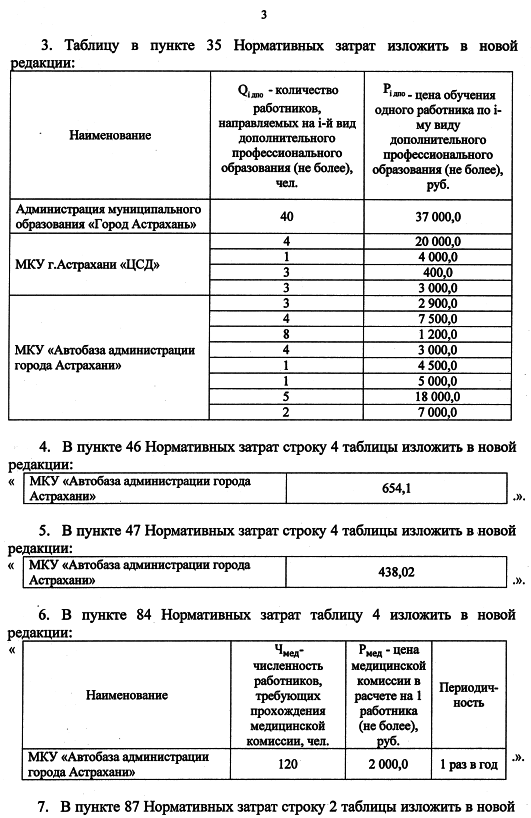 3
3. Таблицу в пункте 35 Нормативных затрат изложить в новой
редакции:
Наименование
Qi дпо - количество
работников,
направляемых на i-й вид
дополнительного
профессионального
образования (не более),
чел.
Pi дпо - цена обучения
одного работника по i-
му виду
дополнительного
профессионального
образования (не более),
руб.
Администрация муниципального
образования «Город Астрахань»
40
37 000,0
МКУ г.Астрахани «ЦСД»
4
20 000,0
1
4 000,0
3
400,0
3
3 000,0
МКУ «Автобаза администрации
города Астрахани»
3
2 900,0
4
7 500,0
8
1 200,0
4
3 000,0
1
4 500,0
1
5 000,0
5
18 000,0
2
7 000,0
4. В пункте 46 Нормативных затрат строку 4 таблицы изложить в новой
редакции:
« МКУ «Автобаза администрации города
Астрахани»
654,1
.».
5. В пункте 47 Нормативных затрат строку 4 таблицы изложить в новой
редакции:
« МКУ «Автобаза администрации города
Астрахани»
438,02
.».
6. В пункте 84 Нормативных затрат таблицу 4 изложить в новой
редакции:
«
Наименование
Чмед-
численность
работников,
требующих
прохождения
медицинской
комиссии, чел.
Рмед - цена
медицинской
комиссии в
расчете на 1
работника
(не более),
руб.
Периодич-
ность
МКУ «Автобаза администрации
города Астрахани»
120
2 000,0
1 раз в год
.».
7. В пункте 87 Нормативных затрат строку 2 таблицы изложить в новой